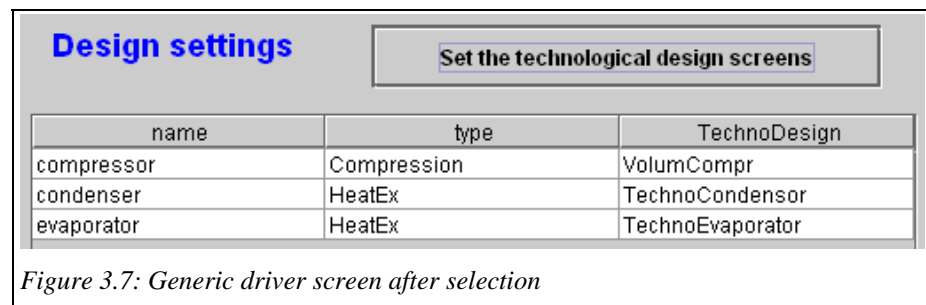 Design settings
Set the technological design screens
name type TechnoDesign
compressor Compression VolumCompr
condenser HeatEx TechnoCondensor
evaporator HeatEx TechnoEvaporator
Figure 3.7: Generic driver screen after selection